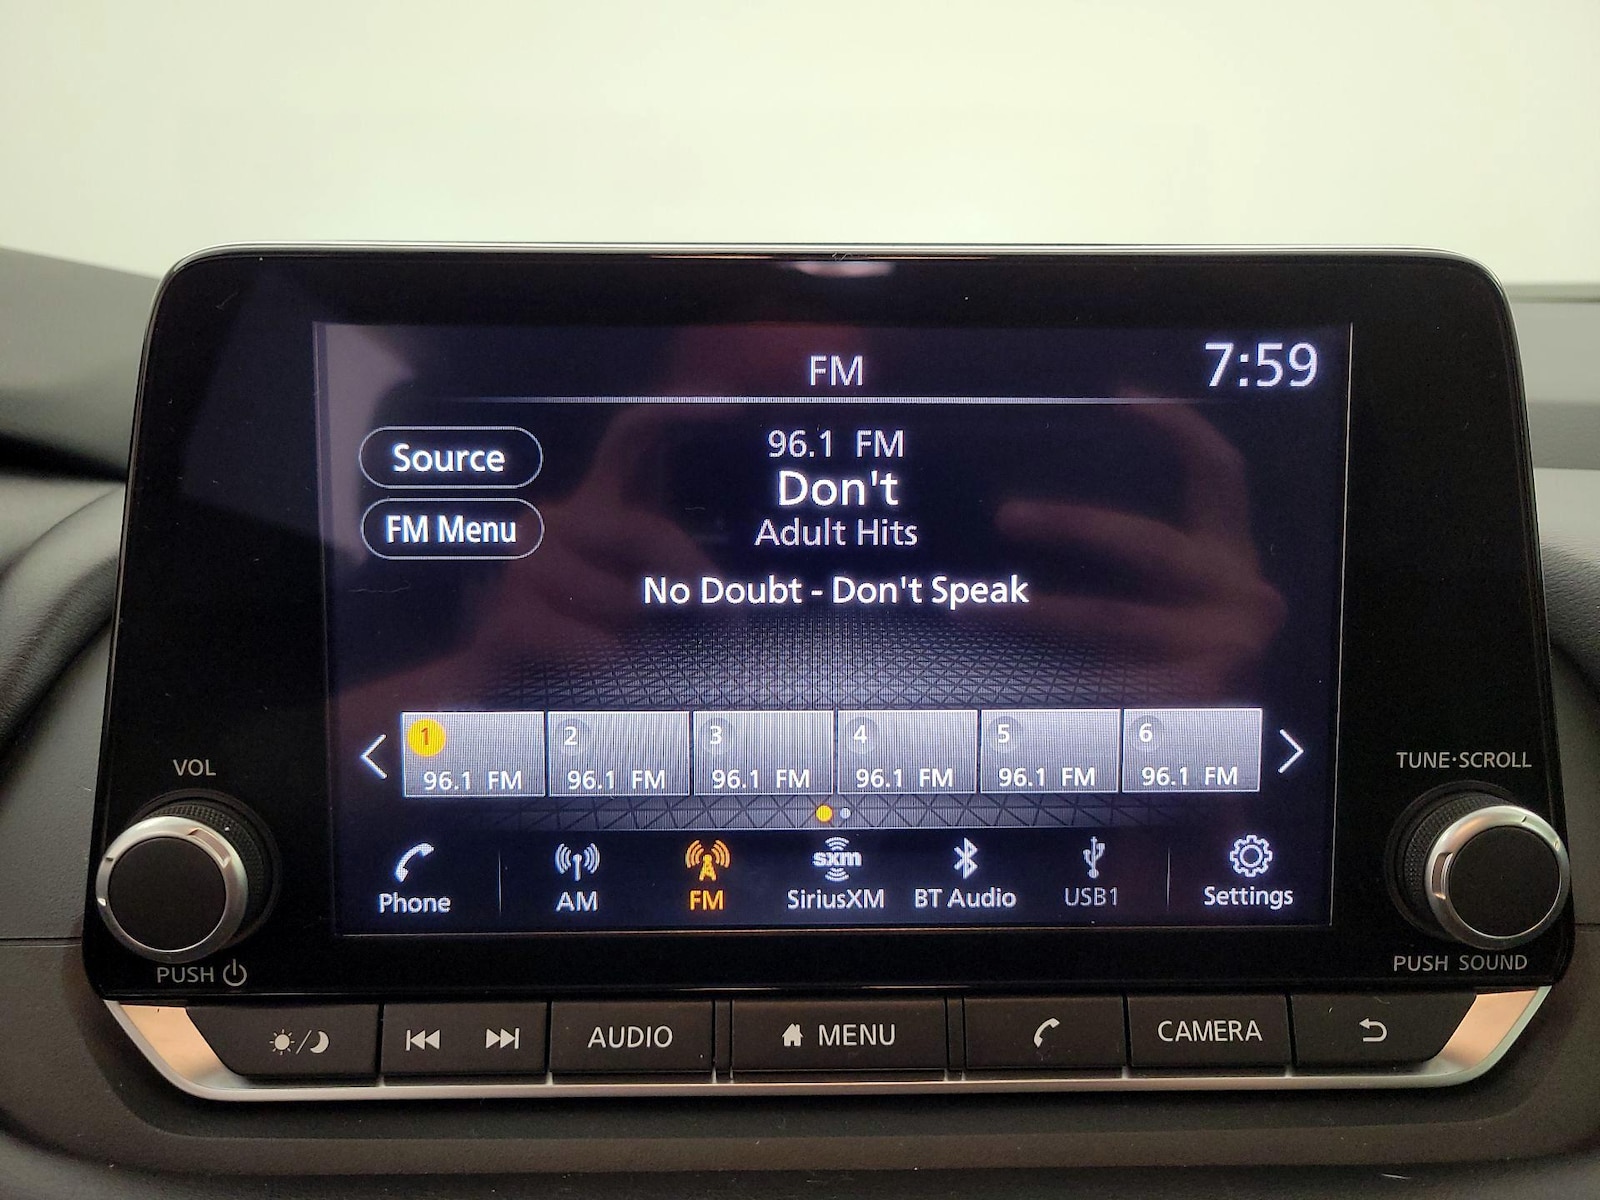 FM
7:59
Source
96.1 FM
Don't
FM Menu
Adult Hits
No Doubt - Don't Speak
1
2
3
4
5
6
96.1 FM
96.1 FM
96.1 FM
96.1 FM
96.1 FM
96.1 FM
VOL
TUNE·SCROLL
sxm
Phone
AM
FM
SiriusXM
BT Audio
USB1
Settings
PUSH
PUSH SOUND
AUDIO
MENU
CAMERA